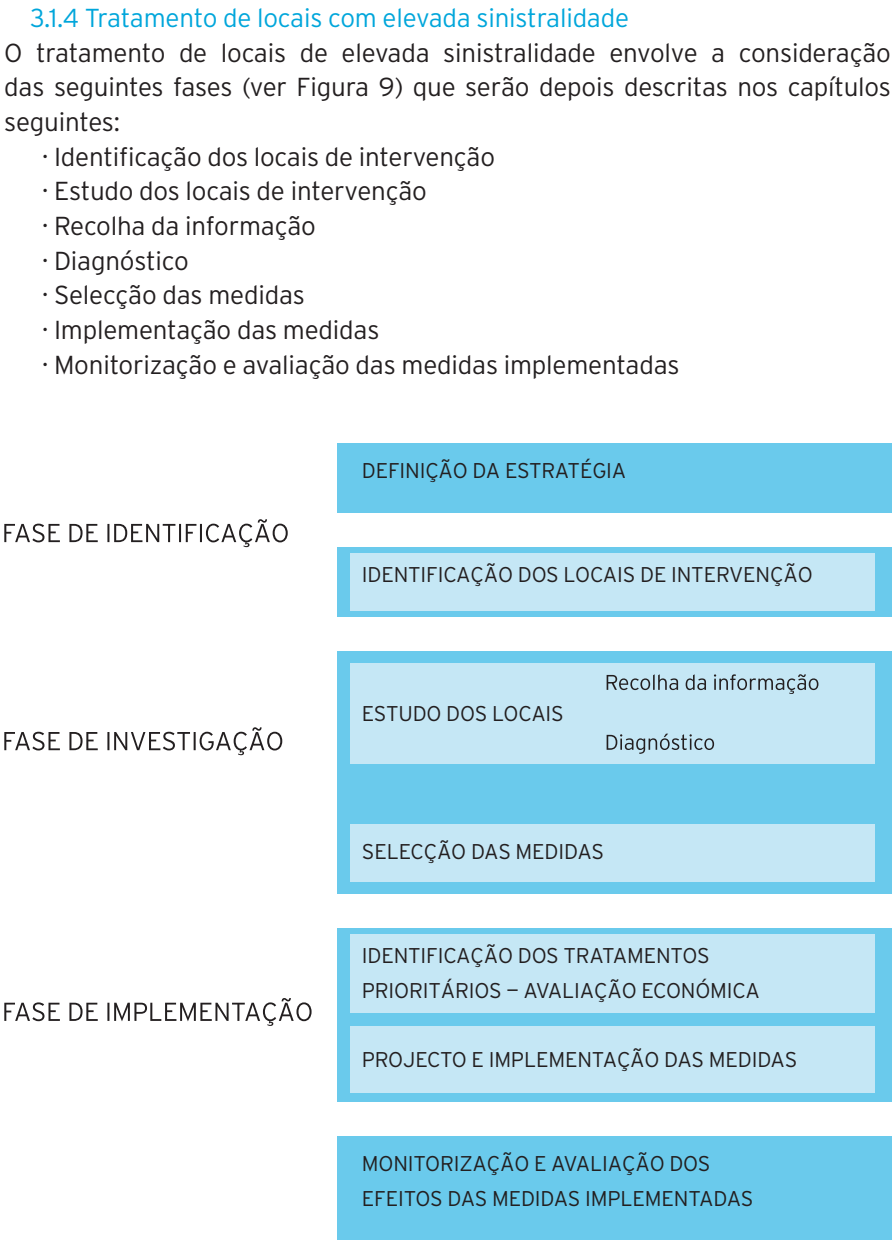 3.1.4 Tratamento de locais com elevada sinistralidade
O tratamento de locais de elevada sinistralidade envolve a consideração
das seguintes fases (ver Figura 9) que serão depois descritas nos capítulos
seguintes:
· Identificação dos locais de intervenção
· Estudo dos locais de intervenção
· Recolha da informação
· Diagnóstico
· Selecção das medidas
· Implementação das medidas
· Monitorização e avaliação das medidas implementadas
FASE DE IDENTIFICAÇÃO
DEFINIÇÃO DA ESTRATÉGIA
IDENTIFICAÇÃO DOS LOCAIS DE INTERVENÇÃO
FASE DE INVESTIGAÇÃO
ESTUDO DOS LOCAIS
Recolha da informação
Diagnóstico
SELECÇÃO DAS MEDIDAS
FASE DE IMPLEMENTAÇÃO
IDENTIFICAÇÃO DOS TRATAMENTOS
PRIORITÁRIOS – AVALIAÇÃO ECONÓMICA
PROJECTO E IMPLEMENTAÇÃO DAS MEDIDAS
MONITORIZAÇÃO E AVALIAÇÃO DOS
EFEITOS DAS MEDIDAS IMPLEMENTADAS